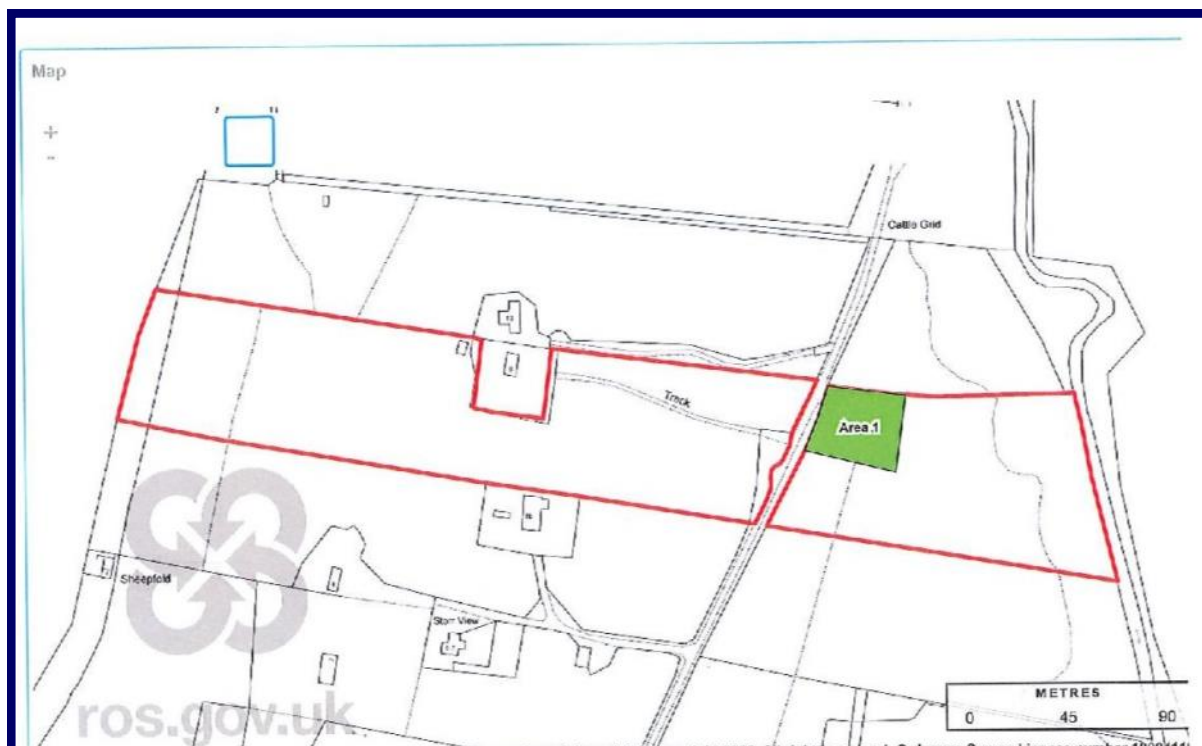 Map
+
-
Cattle Grid
Track
Area.1
Sheepfold
Storr View
ros.gov.uk
METRES
0 45 90